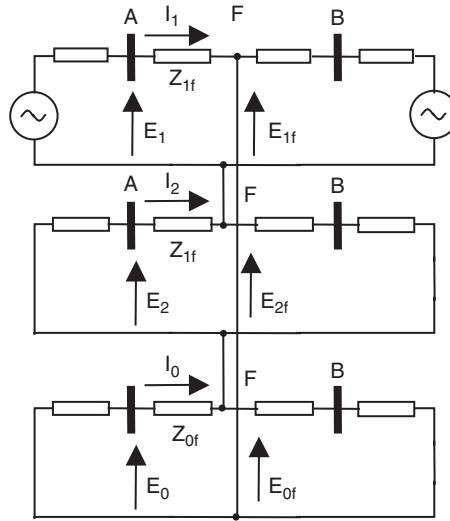 A I₁ F B
Z₁f
E₁ E₁f
A I₂ F B
Z₁f
E₂ E₂f
I₀ F B
A
Z₀f
E₀ E₀f